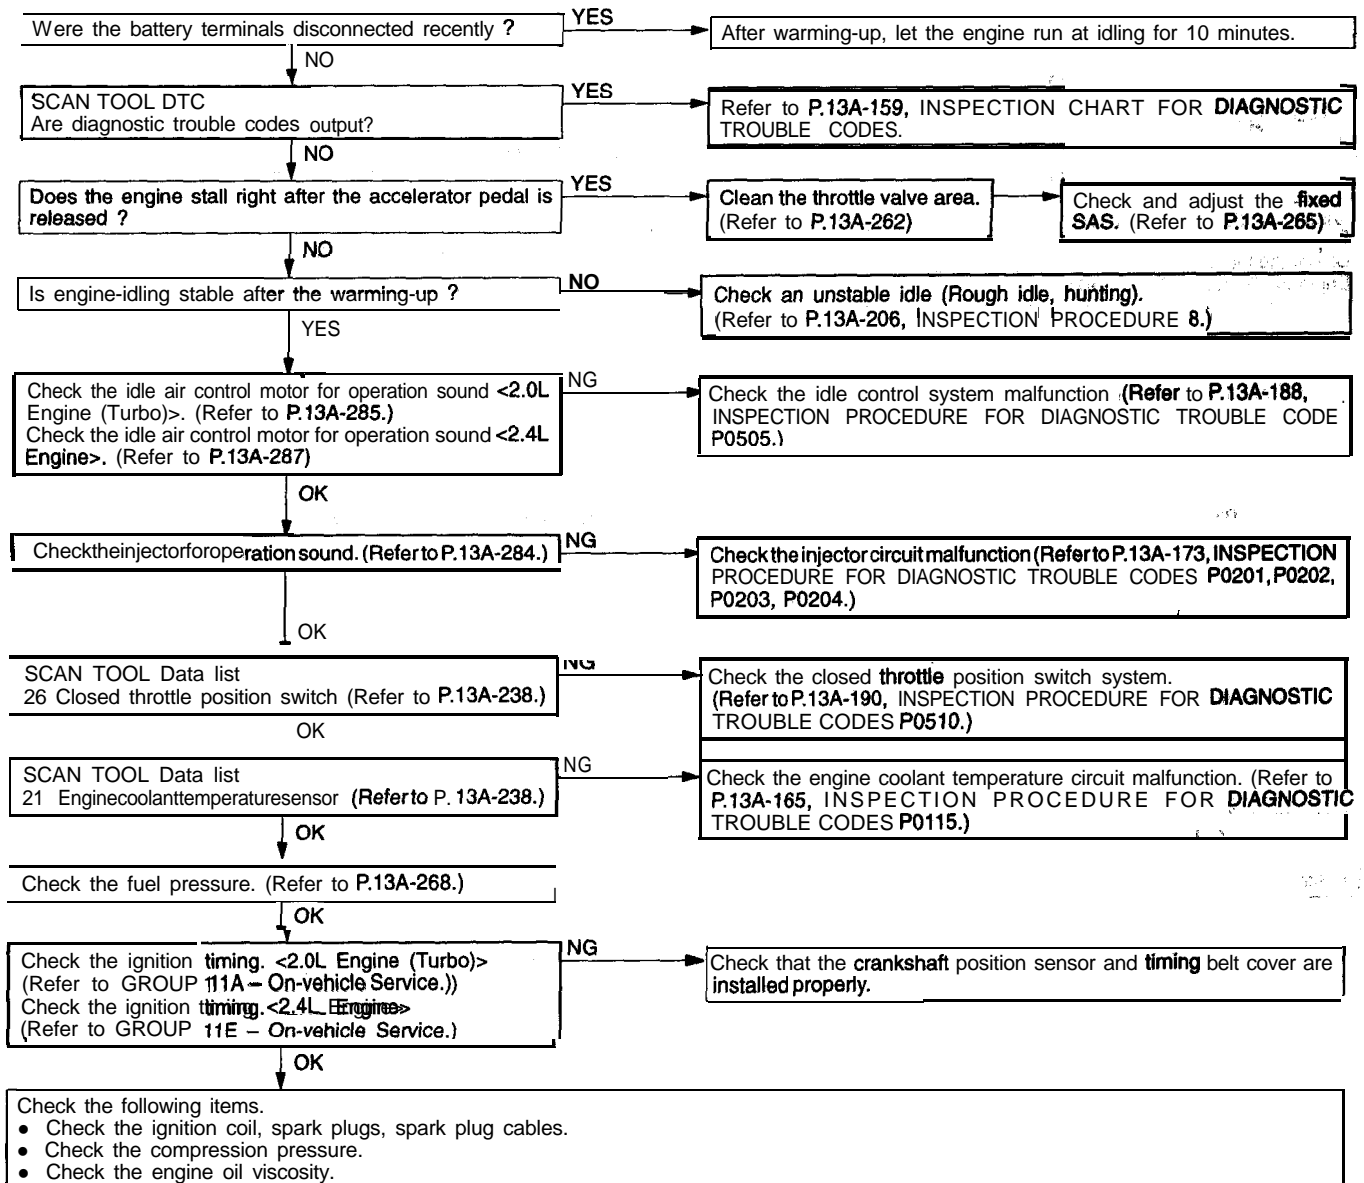 Were the battery terminals disconnected recently ?
YES
After warming-up, let the engine run at idling for 10 minutes.
NO
SCAN TOOL DTC
Are diagnostic trouble codes output?
YES
Refer to P.13A-159, INSPECTION CHART FOR DIAGNOSTIC
TROUBLE CODES.
NO
Does the engine stall right after the accelerator pedal is
released ?
YES
Clean the throttle valve area.
(Refer to P.13A-262)
Check and adjust the fixed
SAS. (Refer to P.13A-265)
NO
Is engine-idling stable after the warming-up ?
NO
Check an unstable idle (Rough idle, hunting).
(Refer to P.13A-206, INSPECTION PROCEDURE 8.)
YES
Check the idle air control motor for operation sound <2.0L
Engine (Turbo)>. (Refer to P.13A-285.)
Check the idle air control motor for operation sound <2.4L
Engine>. (Refer to P.13A-287)
NG
Check the idle control system malfunction (Refer to P.13A-188,
INSPECTION PROCEDURE FOR DIAGNOSTIC TROUBLE CODE
P0505.)
OK
Checktheinjectorforoperation sound. (Refer to P.13A-284.)
NG
Check the injector circuit malfunction (Refer to P.13A-173, INSPECTION
PROCEDURE FOR DIAGNOSTIC TROUBLE CODES P0201, P0202,
P0203, P0204.)
OK
SCAN TOOL Data list
26 Closed throttle position switch (Refer to P.13A-238.)
NG
Check the closed throttle position switch system.
(Refer to P.13A-190, INSPECTION PROCEDURE FOR DIAGNOSTIC
TROUBLE CODES P0510.)
OK
SCAN TOOL Data list
21 Enginecoolanttemperaturesensor (Refer to P. 13A-238.)
NG
Check the engine coolant temperature circuit malfunction. (Refer to
P.13A-165, INSPECTION PROCEDURE FOR DIAGNOSTIC
TROUBLE CODES P0115.)
OK
Check the fuel pressure. (Refer to P.13A-268.)
OK
Check the ignition timing. <2.0L Engine (Turbo)>
(Refer to GROUP 11A – On-vehicle Service.))
Check the ignition timing. <2.4L Engine>
(Refer to GROUP 11E – On-vehicle Service.)
NG
Check that the crankshaft position sensor and timing belt cover are
installed properly.
OK
Check the following items.
● Check the ignition coil, spark plugs, spark plug cables.
● Check the compression pressure.
● Check the engine oil viscosity.